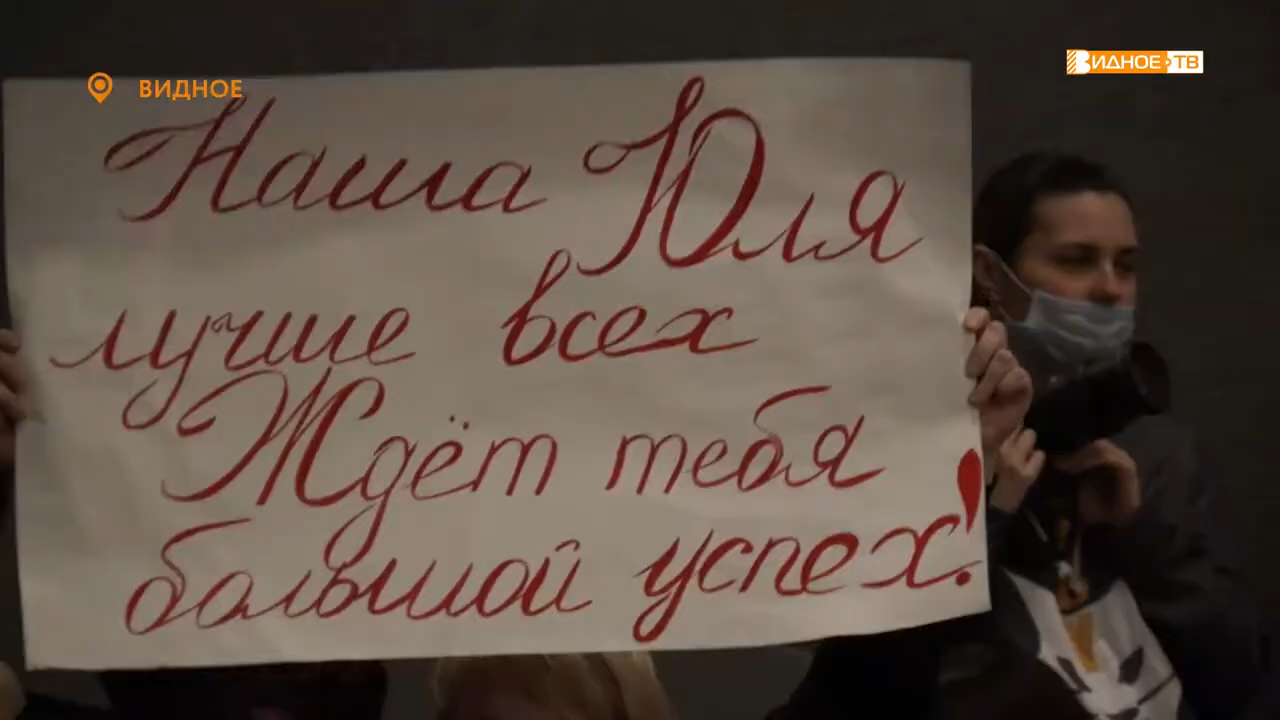 ВИДНОЕ
ВИДНОЕ ТВ
Наша Юля
лучше всех
Ждёт тебя
большой успех!